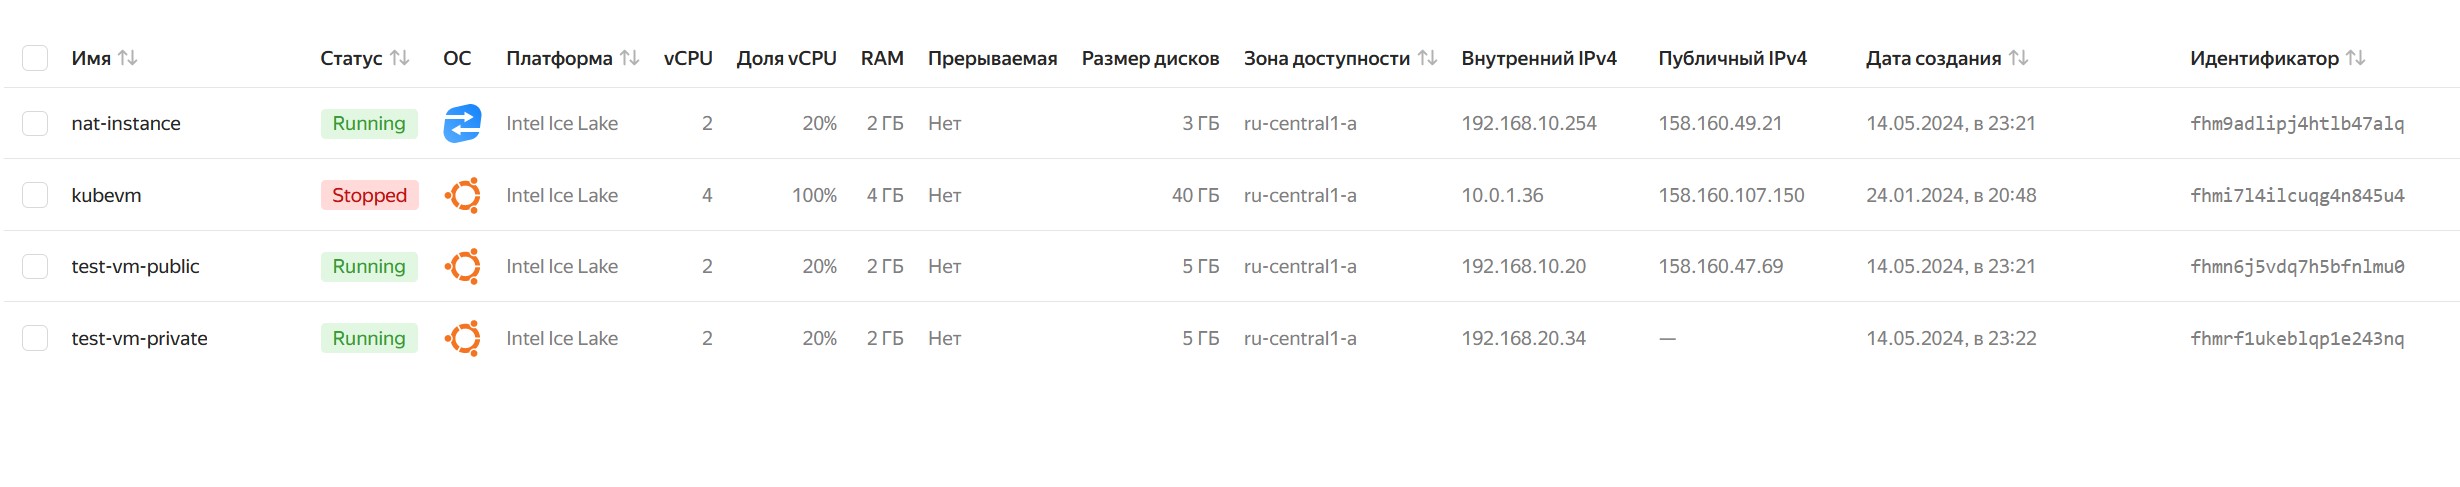 Имя Статус ОС Платформа vCPU Доля vCPU RAM Прерываемая Размер дисков Зона доступности Внутренний IPv4 Публичный IPv4 Дата создания Идентификатор
nat-instance Running Intel Ice Lake 2 20% 2 ГБ Нет 3 ГБ ru-central1-a 192.168.10.254 158.160.49.21 14.05.2024, в 23:21 fhm9adlipj4htlb47alq
kubevm Stopped Intel Ice Lake 4 100% 4 ГБ Нет 40 ГБ ru-central1-a 10.0.1.36 158.160.107.150 24.01.2024, в 20:48 fhmi7l4ilcuqg4n845u4
test-vm-public Running Intel Ice Lake 2 20% 2 ГБ Нет 5 ГБ ru-central1-a 192.168.10.20 158.160.47.69 14.05.2024, в 23:21 fhmn6j5vdq7h5bfnlmu0
test-vm-private Running Intel Ice Lake 2 20% 2 ГБ Нет 5 ГБ ru-central1-a 192.168.20.34 — 14.05.2024, в 23:22 fhmrf1ukeblqp1e243nq